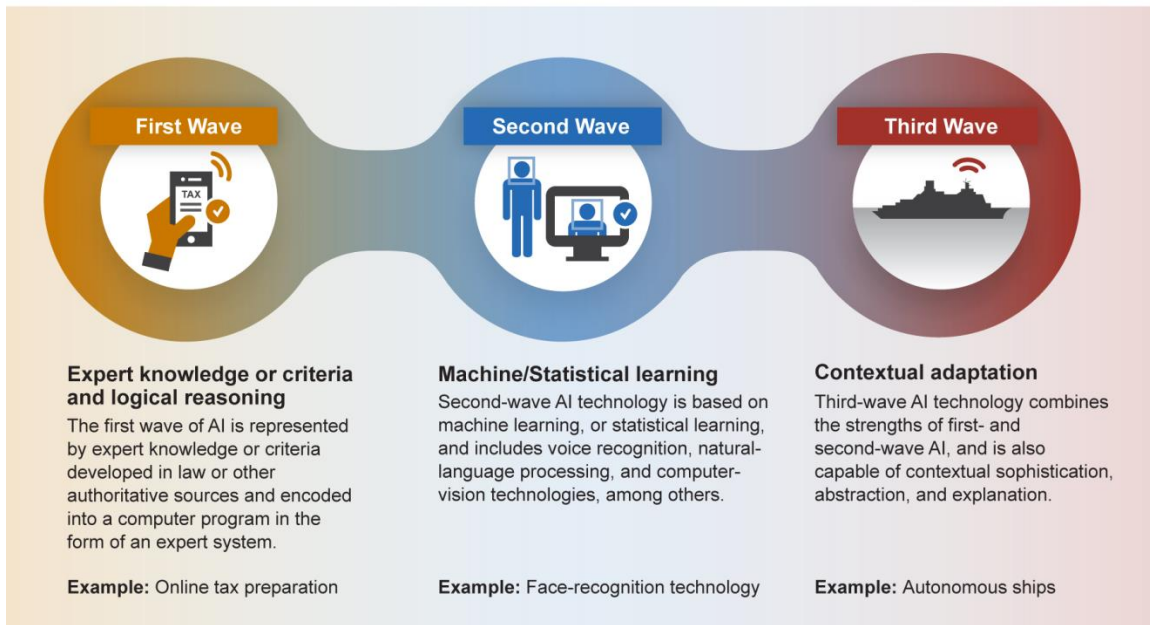 First Wave
TAX
Expert knowledge or criteria
and logical reasoning
The first wave of AI is represented
by expert knowledge or criteria
developed in law or other
authoritative sources and encoded
into a computer program in the
form of an expert system.
Example: Online tax preparation
Second Wave
Machine/Statistical learning
Second-wave AI technology is based on
machine learning, or statistical learning,
and includes voice recognition, natural-
language processing, and computer-
vision technologies, among others.
Example: Face-recognition technology
Third Wave
Contextual adaptation
Third-wave AI technology combines
the strengths of first- and
second-wave AI, and is also
capable of contextual sophistication,
abstraction, and explanation.
Example: Autonomous ships